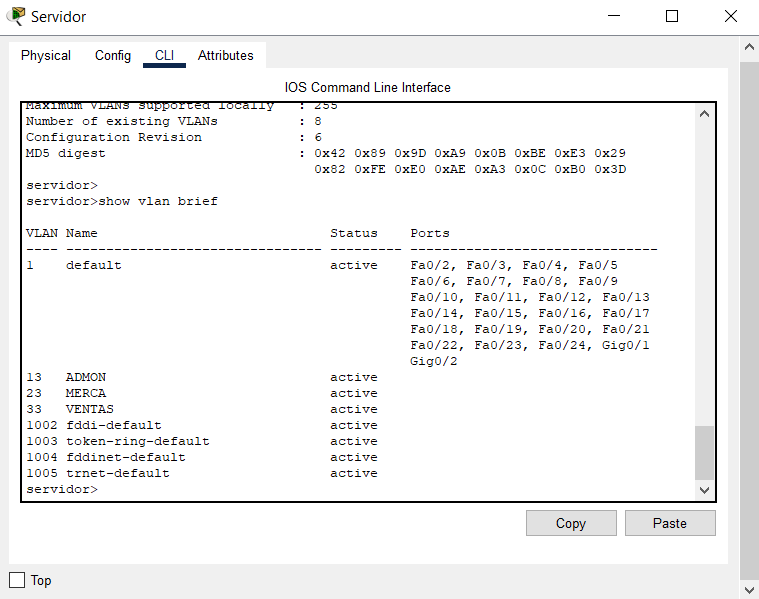 Servidor
Physical Config CLI Attributes
IOS Command Line Interface
Maximum VLANs supported locally : 255
Number of existing VLANs : 8
Configuration Revision : 6
MD5 digest : 0x42 0x89 0x9D 0xA9 0x0B 0xBE 0xE3 0x29
0x82 0xFE 0xE0 0xAE 0xA3 0x0C 0xB0 0x3D
servidor>
servidor>show vlan brief
VLAN Name Status Ports
---- -------------------------------- --------- -------------------------------
1 default active Fa0/2, Fa0/3, Fa0/4, Fa0/5
Fa0/6, Fa0/7, Fa0/8, Fa0/9
Fa0/10, Fa0/11, Fa0/12, Fa0/13
Fa0/14, Fa0/15, Fa0/16, Fa0/17
Fa0/18, Fa0/19, Fa0/20, Fa0/21
Fa0/22, Fa0/23, Fa0/24, Gig0/1
Gig0/2
13 ADMON active
23 MERCA active
33 VENTAS active
1002 fddi-default active
1003 token-ring-default active
1004 fddinet-default active
1005 trnet-default active
servidor>
Copy Paste
Top